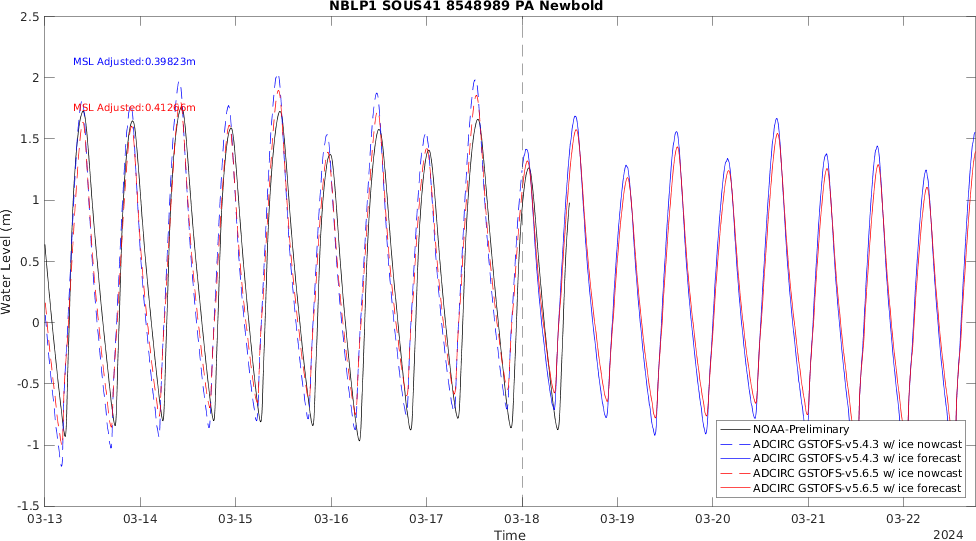 NBLP1 SOUS41 8548989 PA Newbold
2.5
2
1.5
1
0.5
0
-0.5
-1
-1.5
Water Level (m)
MSL Adjusted:0.39823m
MSL Adjusted:0.41266m
NOAA-Preliminary
ADCIRC GSTOFS-v5.4.3 w/ ice nowcast
ADCIRC GSTOFS-v5.4.3 w/ ice forecast
ADCIRC GSTOFS-v5.6.5 w/ ice nowcast
ADCIRC GSTOFS-v5.6.5 w/ ice forecast
03-13 03-14 03-15 03-16 03-17 03-18 03-19 03-20 03-21 03-22
Time
2024